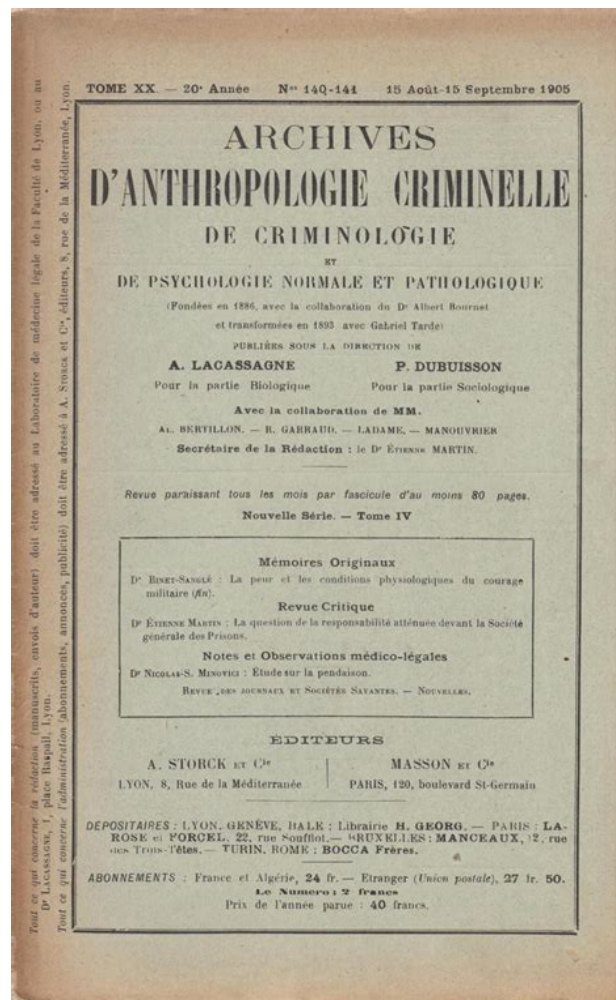 TOME XX. — 20e Année Nos 140-141 15 Août-15 Septembre 1905
ARCHIVES
D'ANTHROPOLOGIE CRIMINELLE
DE CRIMINOLOGIE
ET
DE PSYCHOLOGIE NORMALE ET PATHOLOGIQUE
(Fondées en 1886, avec la collaboration du Dr Albert Bournet
et transformées en 1893 avec Gabriel Tarde)
PUBLIÉES SOUS LA DIRECTION DE
A. LACASSAGNE P. DUBUISSON
Pour la partie Biologique Pour la partie Sociologique
Avec la collaboration de MM.
AL. BERTILLON. — R. GARRAUD. — LADAME. — MANOUVRIER
Secrétaire de la Rédaction : le Dr ÉTIENNE MARTIN.
Revue paraissant tous les mois par fascicule d'au moins 80 pages.
Nouvelle Série. — Tome IV
Mémoires Originaux
Dr BINET-SANGLÉ : La peur et les conditions physiologiques du courage
militaire (fin).
Revue Critique
Dr ÉTIENNE MARTIN : La question de la responsabilité atténuée devant la Société
générale des Prisons.
Notes et Observations médico-légales
Dr NICOLAS-S. MINOVICI : Étude sur la pendaison.
REVUE DES JOURNAUX ET SOCIÉTÉS SAVANTES. — NOUVELLES.
ÉDITEURS
A. STORCK ET Cie MASSON ET Cie
LYON, 8, Rue de la Méditerranée PARIS, 120, boulevard St-Germain
DÉPOSITAIRES : LYON, GENÈVE, BALE : Librairie H. GEORG. — PARIS : LA-
ROSE et FORCEL, 22, rue Soufflot. — BRUXELLES : MANCEAUX, 12, rue
des Trois-Têtes. — TURIN, ROME : BOCCA Frères.
ABONNEMENTS : France et Algérie, 24 fr. — Etranger (Union postale), 27 fr. 50.
Le Numéro : 2 francs
Prix de l'année parue : 40 francs.
Tout ce qui concerne la rédaction (manuscrits, envois d'auteur) doit être adressé au Laboratoire de médecine légale de la Faculté de Lyon, ou au
Dr LACASSAGNE, 1, place Raspail, Lyon.
Tout ce qui concerne l'administration (abonnements, annonces, publicité) doit être adressé à A. STORCK et Cie, éditeurs, 8, rue de la Méditerranée, Lyon.